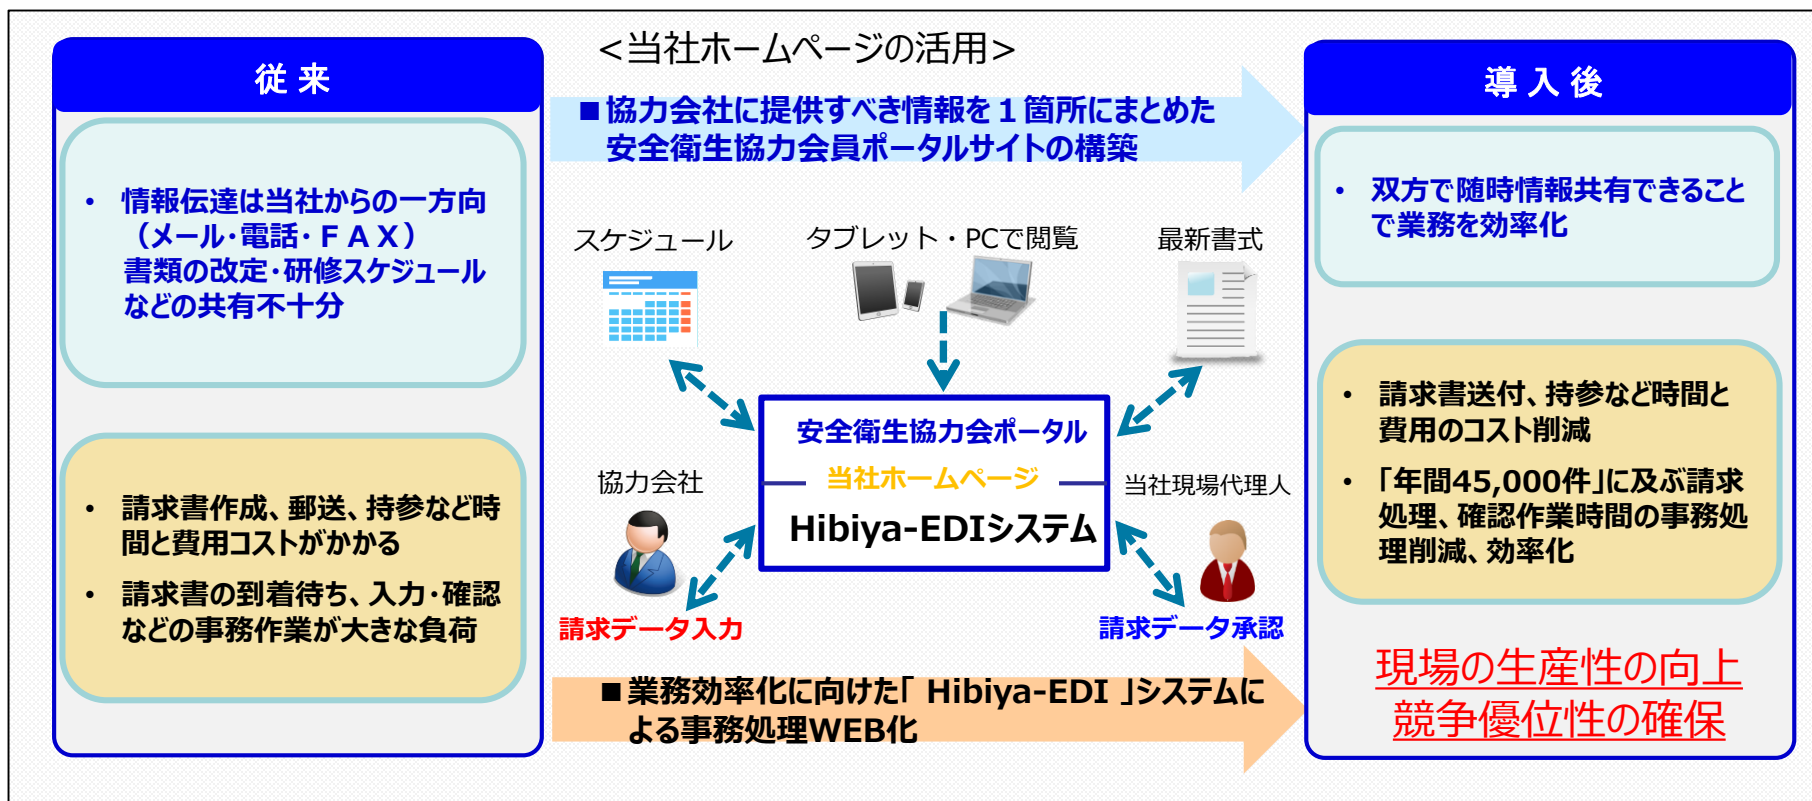 従来
・ 情報伝達は当社からの一方向
（メール・電話・ＦＡＸ）
書類の改定・研修スケジュール
などの共有不十分
・ 請求書作成、郵送、持参など時
間と費用コストがかかる
・ 請求書の到着待ち、入力・確認
などの事務作業が大きな負荷
<当社ホームページの活用>
■協力会社に提供すべき情報を１箇所にまとめた
安全衛生協力会員ポータルサイトの構築
スケジュール
タブレット・PCで閲覧
最新書式
安全衛生協力会ポータル
当社ホームページ
Hibiya-EDIシステム
協力会社
当社現場代理人
請求データ入力
請求データ承認
■業務効率化に向けた「 Hibiya-EDI 」システムに
よる事務処理WEB化
導入後
・ 双方で随時情報共有できること
で業務を効率化
・ 請求書送付、持参など時間と
費用のコスト削減
・ 「年間45,000件」に及ぶ請求
処理、確認作業時間の事務処
理削減、効率化
現場の生産性の向上
競争優位性の確保